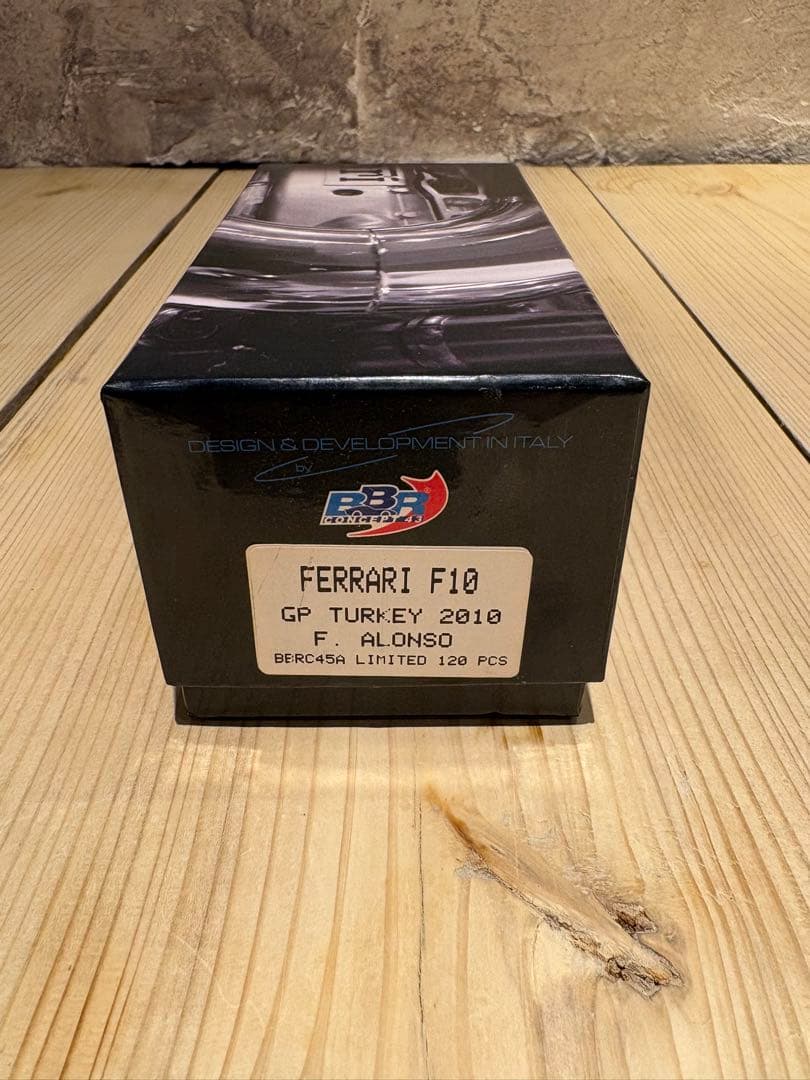 DESIGN & DEVELOPMENT IN ITALY
by
BBR
CONCEPT 43
FERRARI F10
GP TURKEY 2010
F. ALONSO
BBRC45A LIMITED 120 PCS